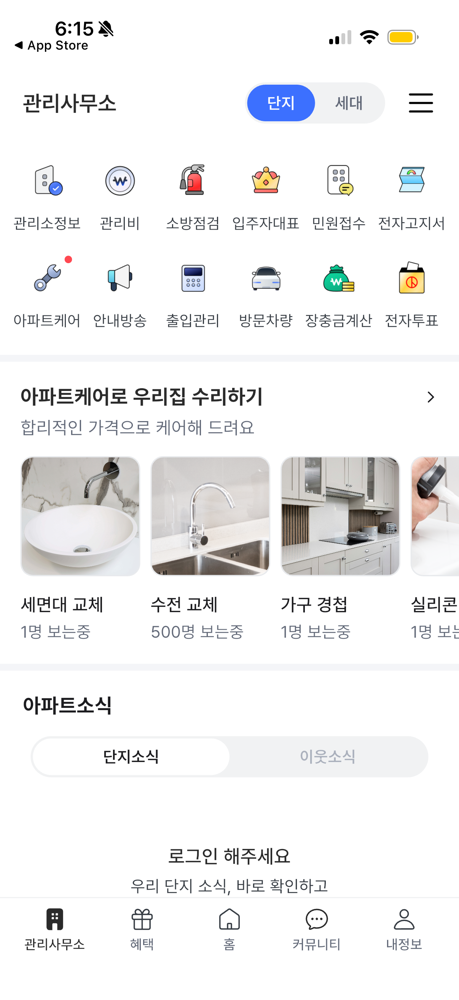 6:15
◀ App Store
관리사무소
단지 세대
관리소정보 관리비 소방점검 입주자대표 민원접수 전자고지서
아파트케어 안내방송 출입관리 방문차량 장충금계산 전자투표
아파트케어로 우리집 수리하기
합리적인 가격으로 케어해 드려요
세면대 교체 수전 교체 가구 경첩 실리콘
1명 보는중 500명 보는중 1명 보는중 1명 보는
아파트소식
단지소식 이웃소식
로그인 해주세요
우리 단지 소식, 바로 확인하고
관리사무소 혜택 홈 커뮤니티 내정보